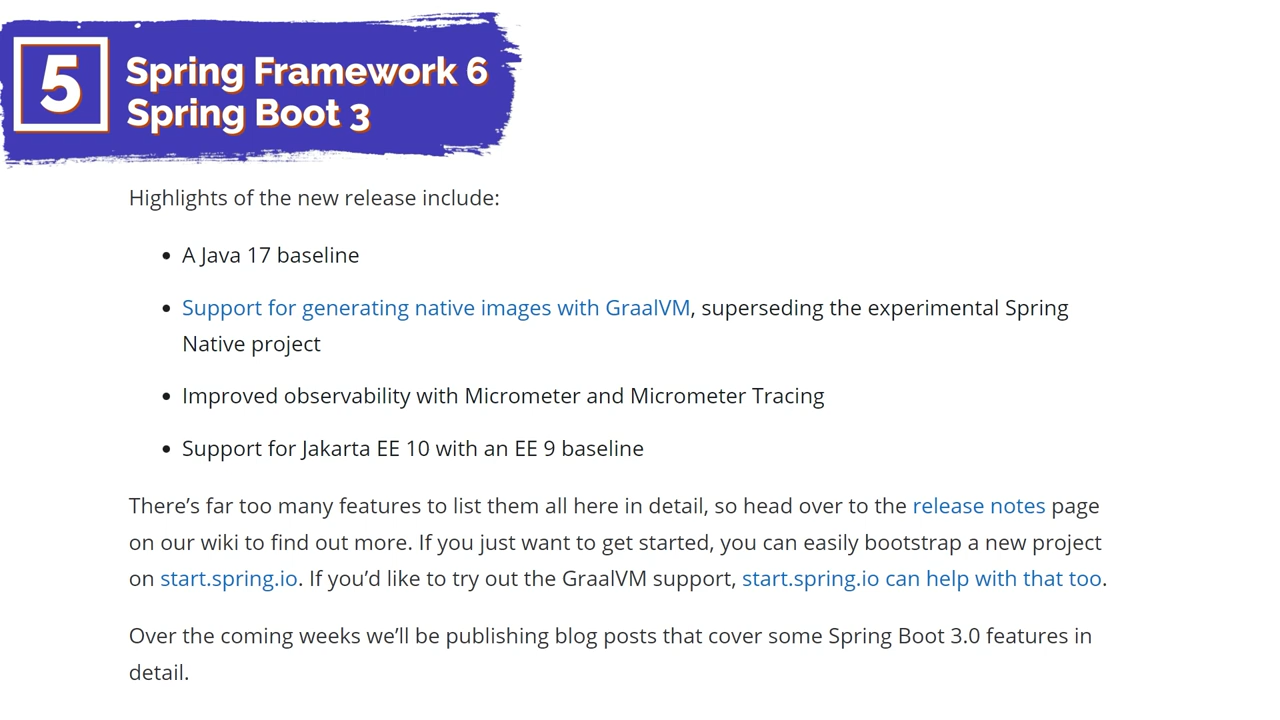 5
Spring Framework 6
Spring Boot 3
Highlights of the new release include:
• A Java 17 baseline
• Support for generating native images with GraalVM, superseding the experimental Spring
Native project
• Improved observability with Micrometer and Micrometer Tracing
• Support for Jakarta EE 10 with an EE 9 baseline
There’s far too many features to list them all here in detail, so head over to the release notes page
on our wiki to find out more. If you just want to get started, you can easily bootstrap a new project
on start.spring.io. If you’d like to try out the GraalVM support, start.spring.io can help with that too.
Over the coming weeks we’ll be publishing blog posts that cover some Spring Boot 3.0 features in
detail.